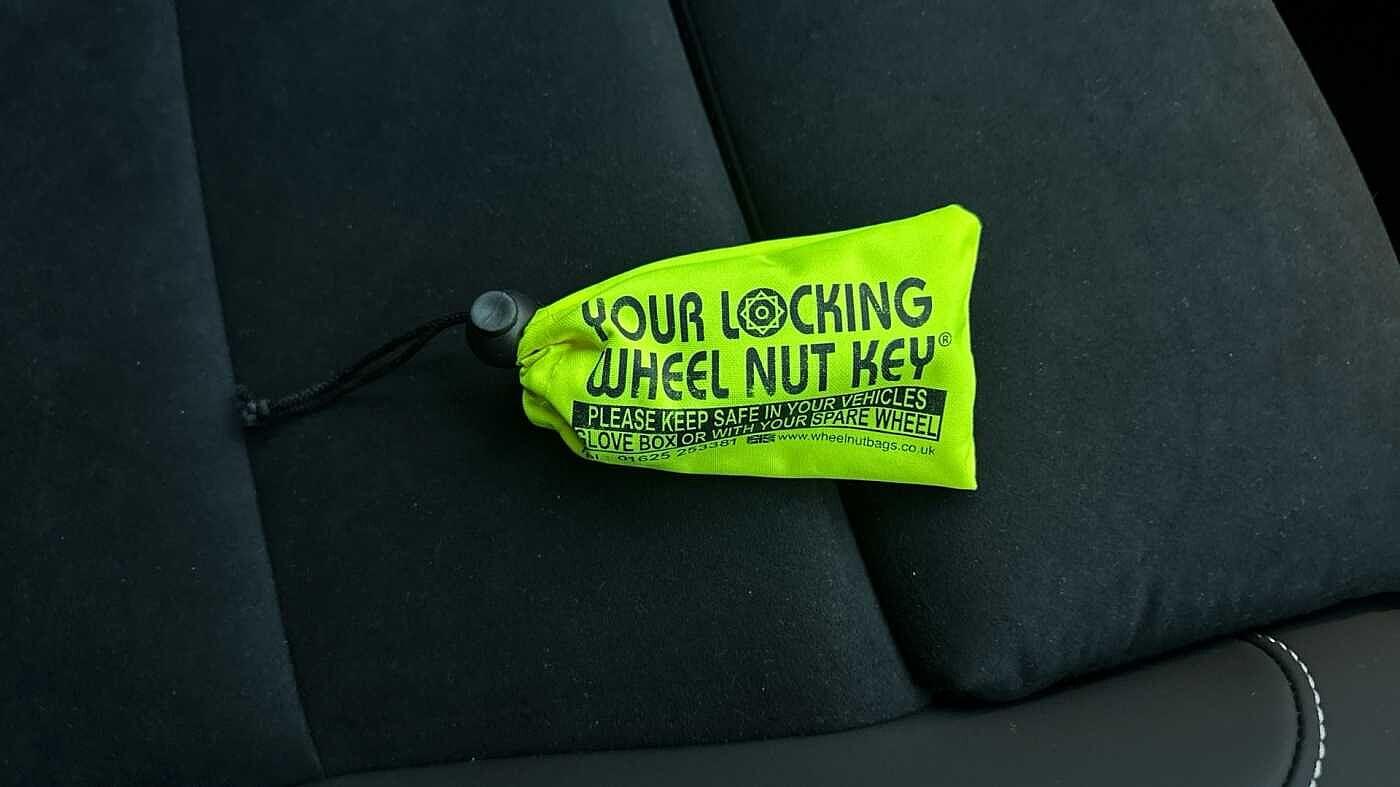 YOUR LOCKING
WHEEL NUT KEY®
PLEASE KEEP SAFE IN YOUR VEHICLES
GLOVE BOX OR WITH YOUR SPARE WHEEL
01625 253381 www.wheelnutbags.co.uk